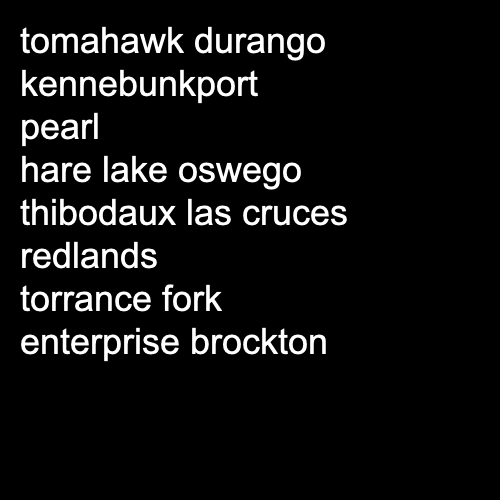 tomahawk durango
kennebunkport
pearl
hare lake oswego
thibodaux las cruces
redlands
torrance fork
enterprise brockton